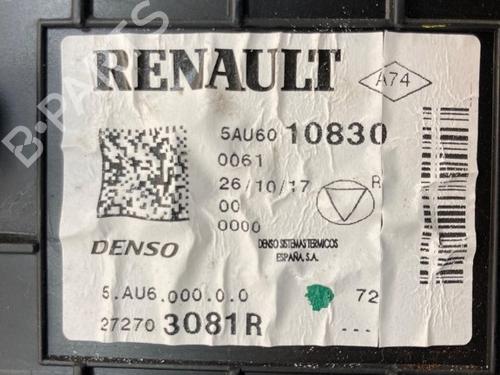 RENAULT
A74
5AU60 10830
0061
26/10/17
R
00
0000
DENSO
DENSO SISTEMAS TERMICOS
ESPAÑA, S.A.
5.AU6.000.0.0
72
27270 3081R
---
B-PARTS